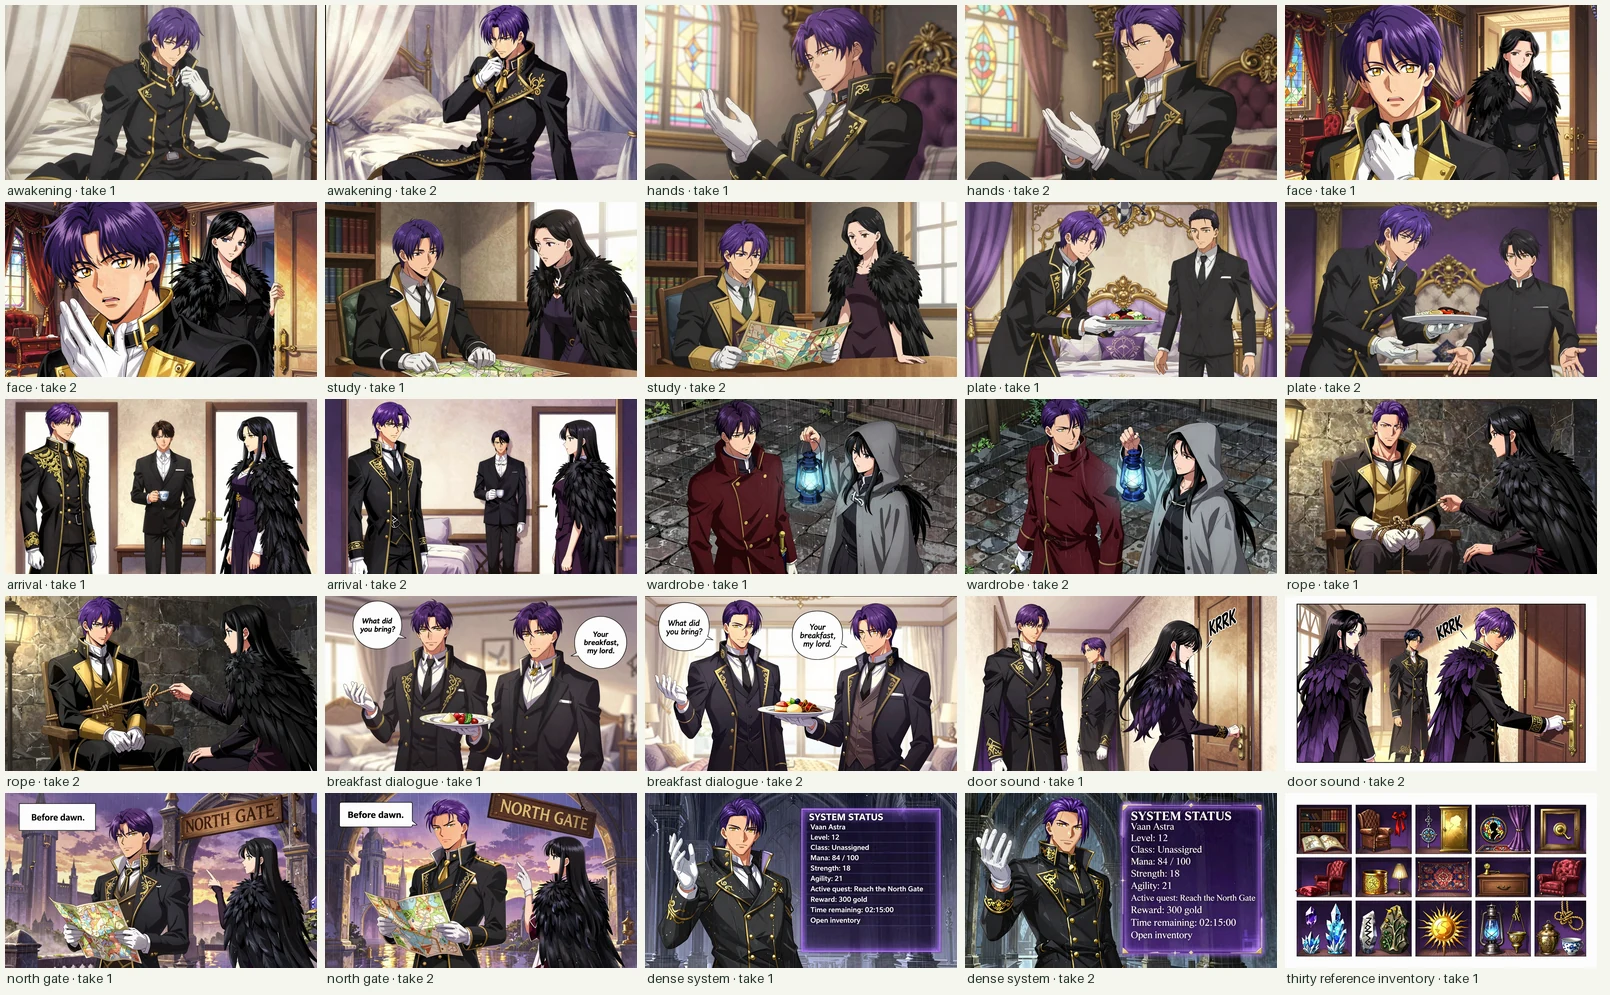 awakening · take 1
awakening · take 2
hands · take 1
hands · take 2
face · take 1
face · take 2
study · take 1
study · take 2
plate · take 1
plate · take 2
arrival · take 1
arrival · take 2
wardrobe · take 1
wardrobe · take 2
rope · take 1
What did
you bring?
Your
breakfast,
my lord.
What did
you bring?
Your
breakfast,
my lord.
KRRK
KRRK
rope · take 2
breakfast dialogue · take 1
breakfast dialogue · take 2
door sound · take 1
door sound · take 2
Before dawn.
NORTH GATE
Before dawn.
NORTH GATE
SYSTEM STATUS
Vaan Astra
Level: 12
Class: Unassigned
Mana: 84 / 100
Strength: 18
Agility: 21
Active quest: Reach the North Gate
Reward: 300 gold
Time remaining: 02:15:00
Open inventory
SYSTEM STATUS
Vaan Astra
Level: 12
Class: Unassigred
Mana: 84 / 100
Strength: 18
Agility: 21
Active quest: Reach the North Gate
Reward: 300 gold
Time remaining: 02:15:00
Open inventory
north gate · take 1
north gate · take 2
dense system · take 1
dense system · take 2
thirty reference inventory · take 1